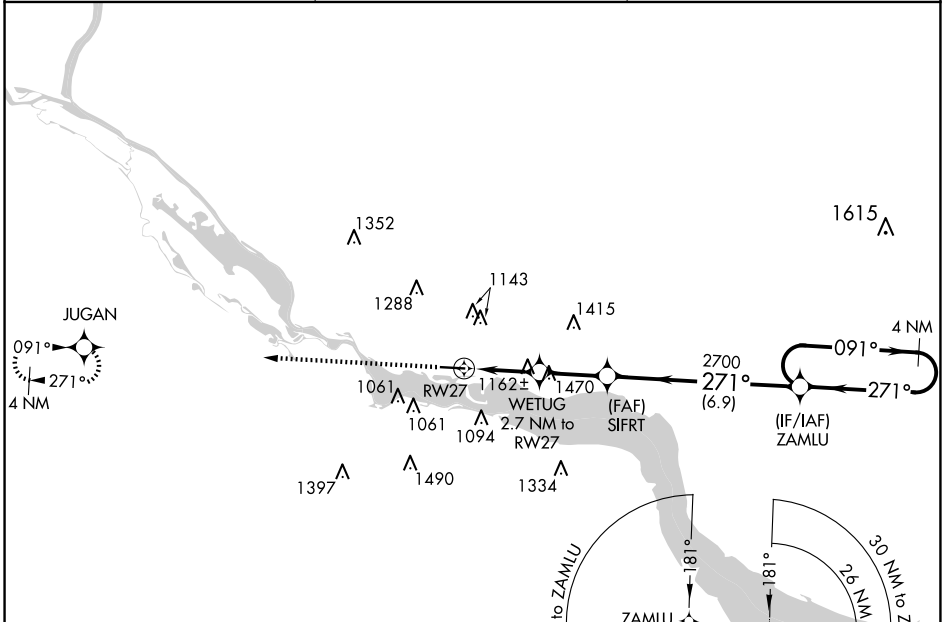 1352
1615
1288
1143
1415
JUGAN
091°
271°
4 NM
4 NM
091°
271°
2700
271°
(6.9)
RW27
1162±
1470
1061
1061
1094
WETUG
2.7 NM to
RW27
(FAF)
SIFRT
(IF/IAF)
ZAMLU
1397
1490
1334
to ZAMLU
181°
181°
30 NM to Z
26 NM
ZAMLU